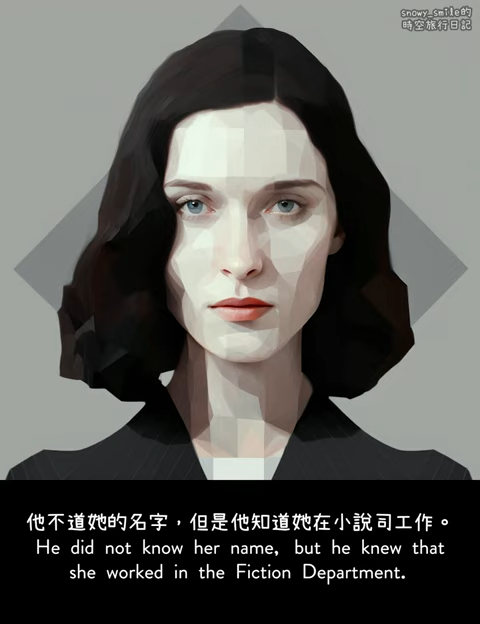 snowy_smile的
時空旅行日記
他不道她的名字，但是他知道她在小說司工作。
He did not know her name, but he knew that
she worked in the Fiction Department.